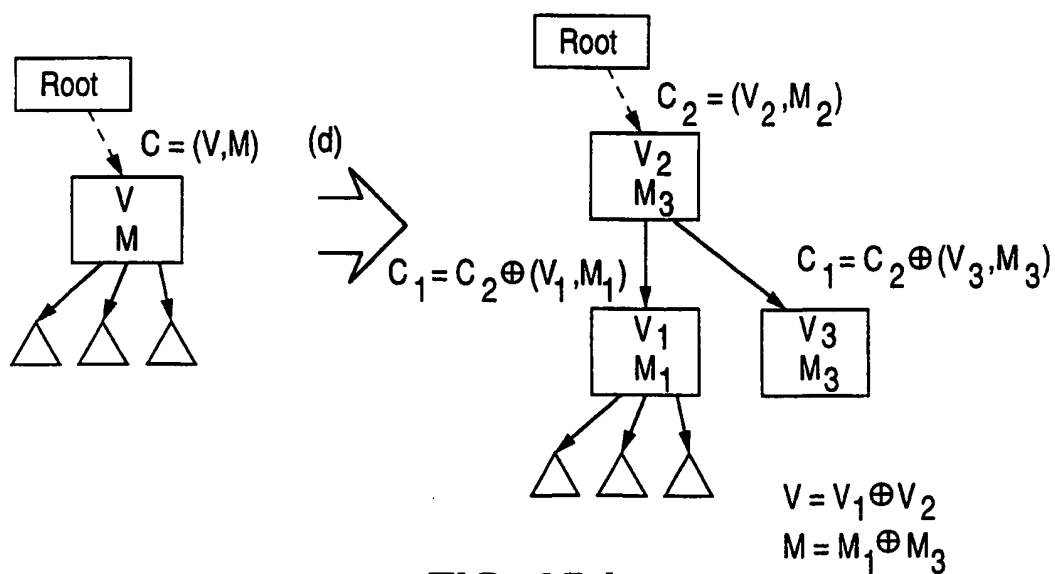 Root
C = (V,M)
V
M
(d)
Root
C₂ = (V₂,M₂)
V₂
M₃
C₁ = C₂ ⊕ (V₁,M₁)
C₁ = C₂ ⊕ (V₃,M₃)
V₁
M₁
V₃
M₃
V = V₁ ⊕ V₂
M = M₁ ⊕ M₃